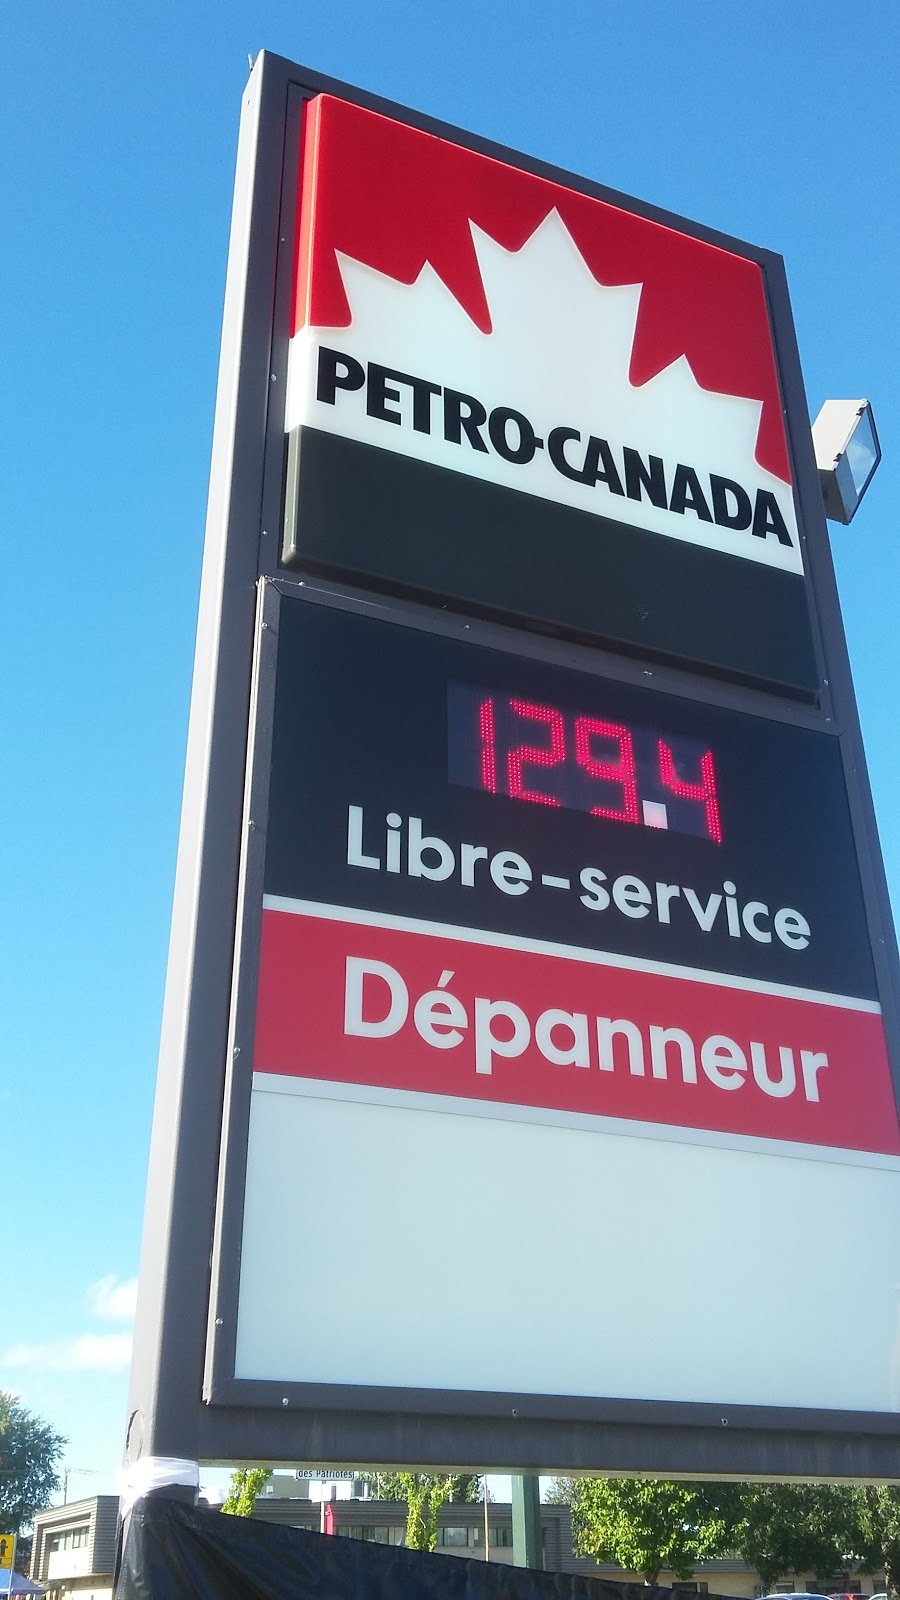 PETRO-CANADA
129.4
Libre-service
Dépanneur
des Patriotes